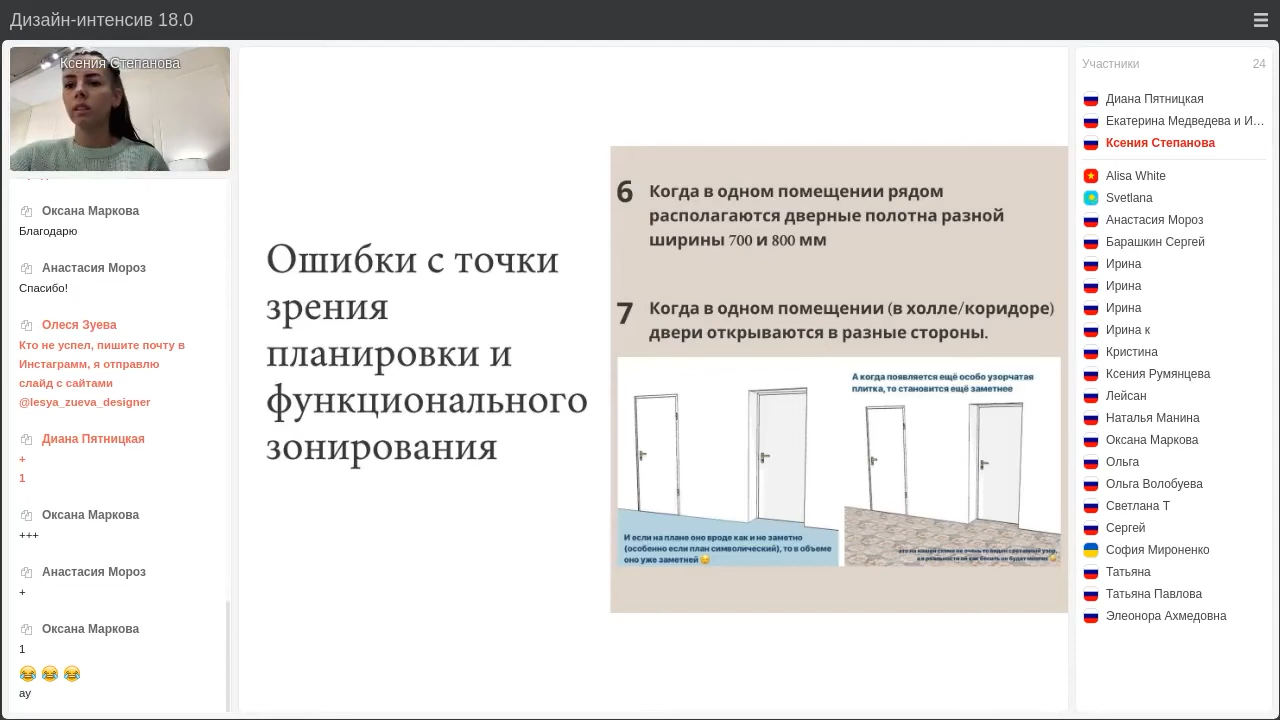 Дизайн-интенсив 18.0
Ксения Степанова
Оксана Маркова
Благодарю
Анастасия Мороз
Спасибо!
Олеся Зуева
Кто не успел, пишите почту в
Инстаграмм, я отправлю
слайд с сайтами
@lesya_zueva_designer
Диана Пятницкая
+
1
Оксана Маркова
+++
Анастасия Мороз
+
Оксана Маркова
1
😂 😂 😂
ау
Ошибки с точки
зрения
планировки и
функционального
зонирования
6 Когда в одном помещении рядом
располагаются дверные полотна разной
ширины 700 и 800 мм
7 Когда в одном помещении (в холле/коридоре)
двери открываются в разные стороны.
И если на плане оно вроде как и не заметно
(особенно если план символический), то в объеме
оно уже заметней
А когда появляется ещё особо узорчатая
плитка, то становится ещё заметнее
Участники 24
Диана Пятницкая
Екатерина Медведева и И…
Ксения Степанова
Alisa White
Svetlana
Анастасия Мороз
Барашкин Сергей
Ирина
Ирина
Ирина
Ирина к
Кристина
Ксения Румянцева
Лейсан
Наталья Манина
Оксана Маркова
Ольга
Ольга Волобуева
Светлана Т
Сергей
София Мироненко
Татьяна
Татьяна Павлова
Элеонора Ахмедовна